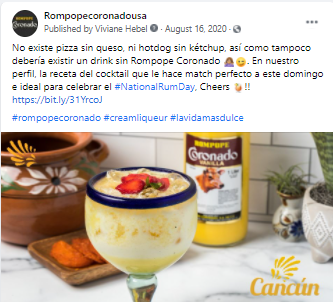 Rompopecoronadousa
Published by Viviane Hebel · August 16, 2020 ·
No existe pizza sin queso, ni hotdog sin kétchup, así como tampoco
debería existir un drink sin Rompope Coronado 🙅🏽‍♀️😉. En nuestro
perfil, la receta del cocktail que le hace match perfecto a este domingo
e ideal para celebrar el #NationalRumDay, Cheers 🍹!!
https://bit.ly/31YrcoJ
#rompopecoronado #creamliqueur #lavidamasdulce
ROMPOPE
Coronado
VAINILLA
Cancún